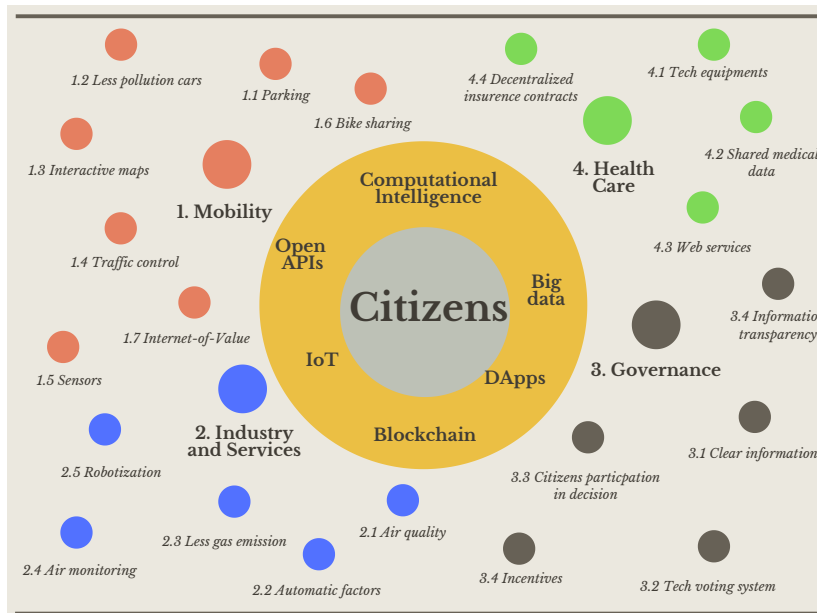 1.2 Less pollution cars
1.1 Parking
1.6 Bike sharing
1.3 Interactive maps
1. Mobility
1.4 Traffic control
1.7 Internet-of-Value
1.5 Sensors
4.4 Decentralized
insurence contracts
4.1 Tech equipments
4. Health
Care
4.2 Shared medical
data
4.3 Web services
Computational
Intelligence
Open
APIs
Big
data
Citizens
IoT
DApps
Blockchain
3.4 Informatio
transparency
3. Governance
3.1 Clear information
3.3 Citizens particpation
in decision
3.4 Incentives
3.2 Tech voting system
2. Industry
and Services
2.5 Robotization
2.1 Air quality
2.3 Less gas emission
2.4 Air monitoring
2.2 Automatic factors